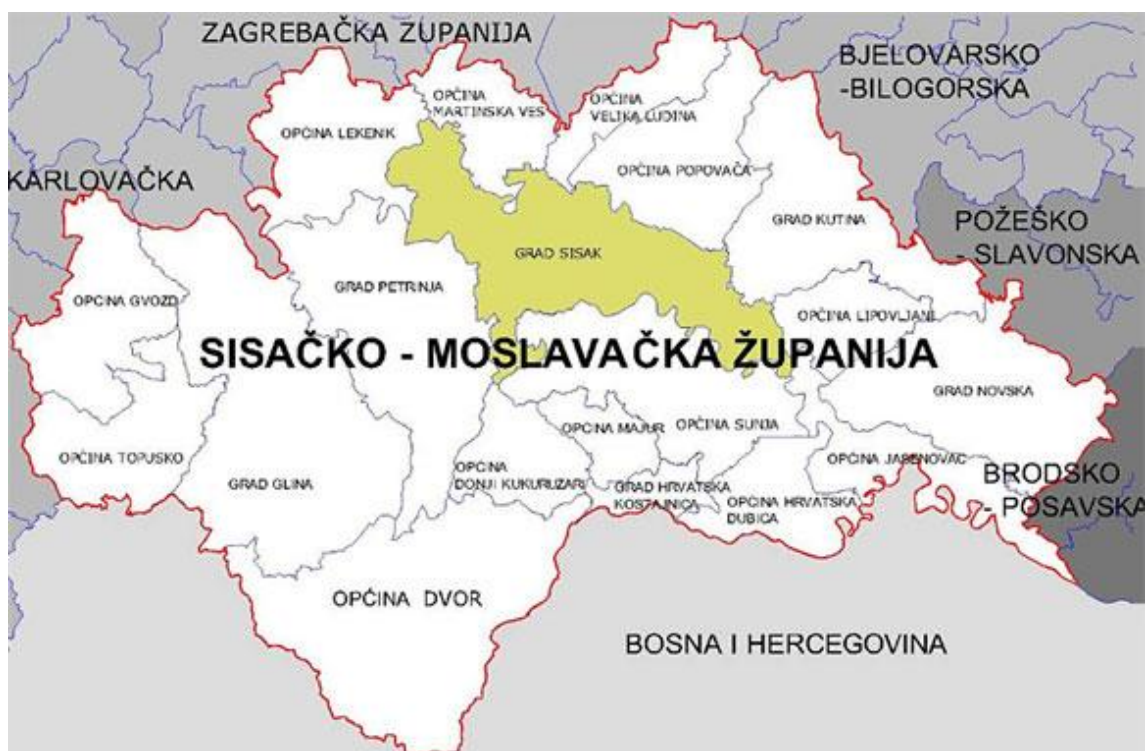 ZAGREBAČKA ŽUPANIJA
BJELOVARSKO
-BILOGORSKA
OPĆINA
MARTINSKA VES
OPĆINA
VELIKA LUDINA
OPĆINA LEKENIK
OPĆINA POPOVAČA
KARLOVAČKA
GRAD KUTINA
POŽEŠKO
- SLAVONSKA
GRAD SISAK
GRAD PETRINJA
OPĆINA GVOZD
OPĆINA LIPOVLJANI
SISAČKO - MOSLAVAČKA ŽUPANIJA
GRAD NOVSKA
OPĆINA MAJUR
OPĆINA SUNJA
OPĆINA TOPUSKO
GRAD GLINA
OPĆINA
DONJI KUKURUZARI
OPĆINA JASENOVAC
GRAD HRVATSKA
KOSTAJNICA
OPĆINA HRVATSKA
DUBICA
BRODSKO
- POSAVSKA
OPĆINA DVOR
BOSNA I HERCEGOVINA